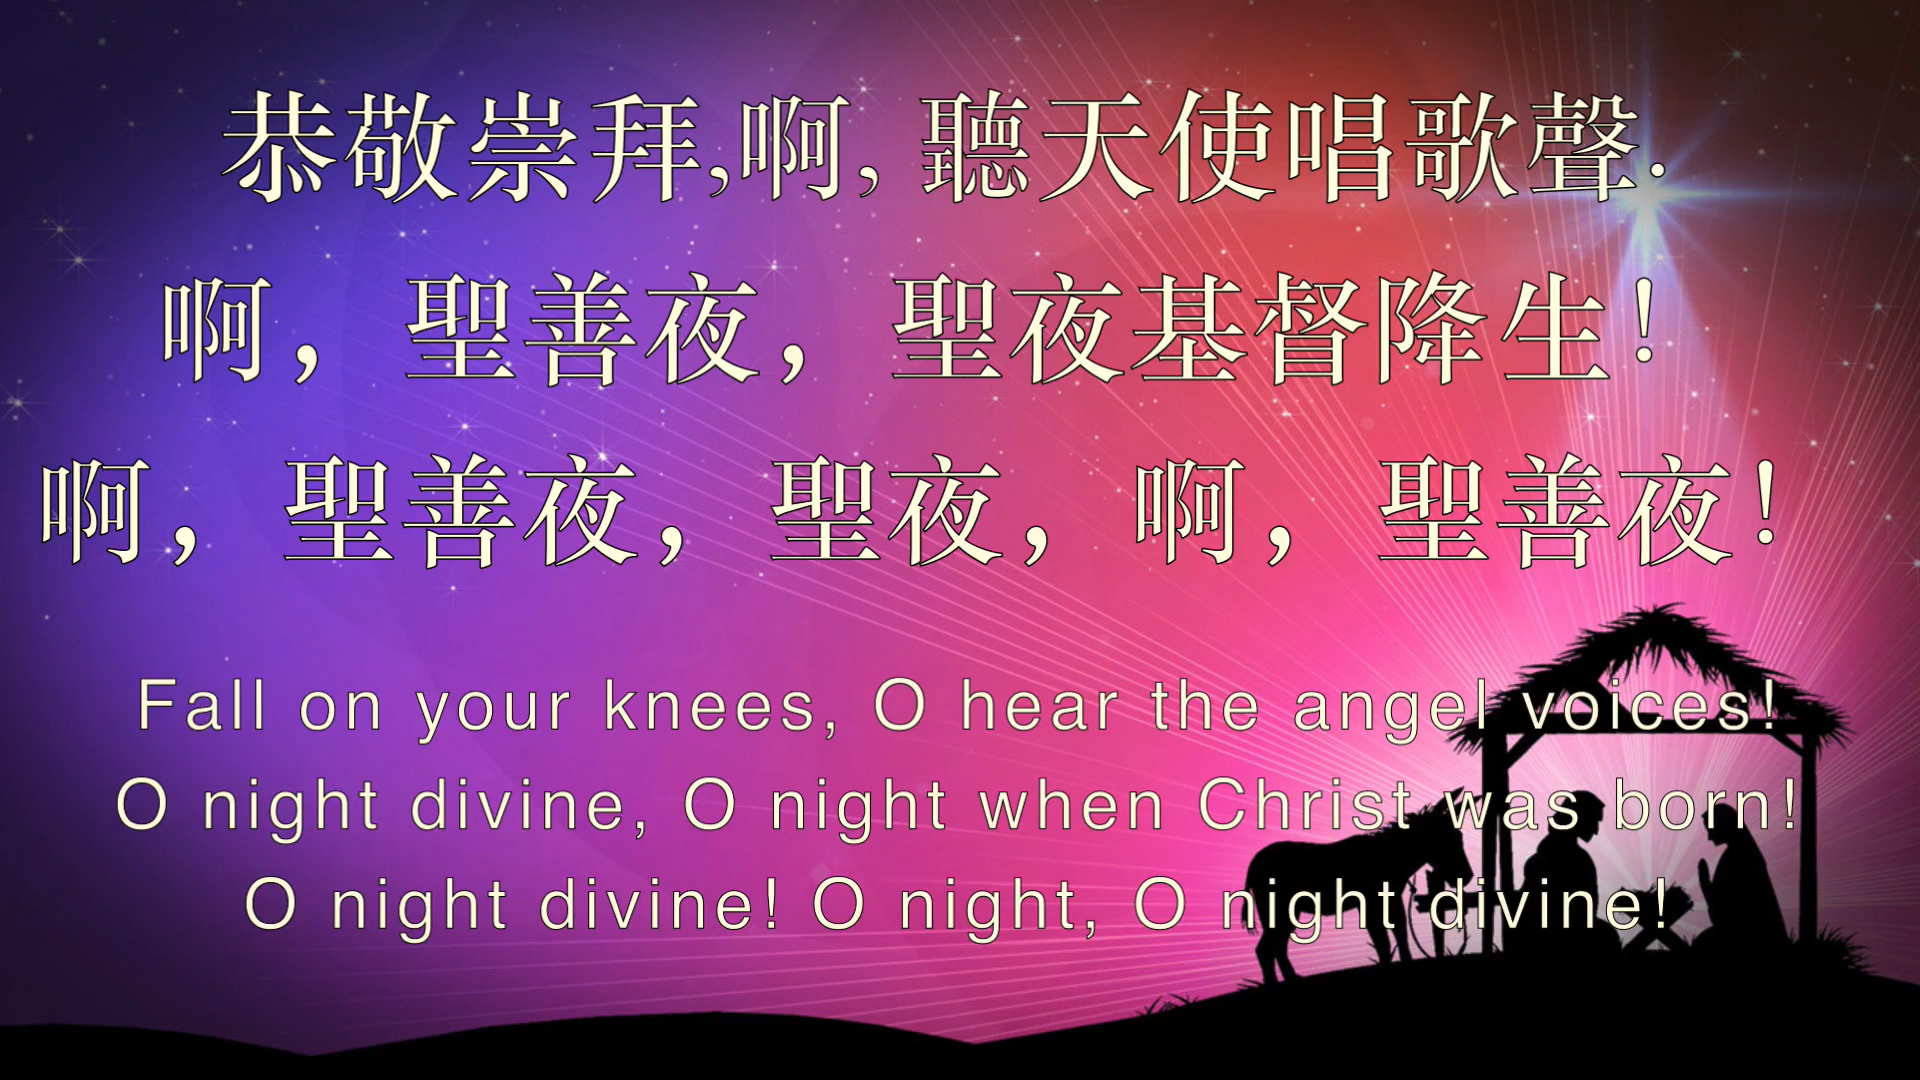 恭敬崇拜,啊, 聽天使唱歌聲.
啊，聖善夜，聖夜基督降生！
啊，聖善夜，聖夜，啊，聖善夜！
Fall on your knees, O hear the angel voices!
O night divine, O night when Christ was born!
O night divine! O night, O night divine!